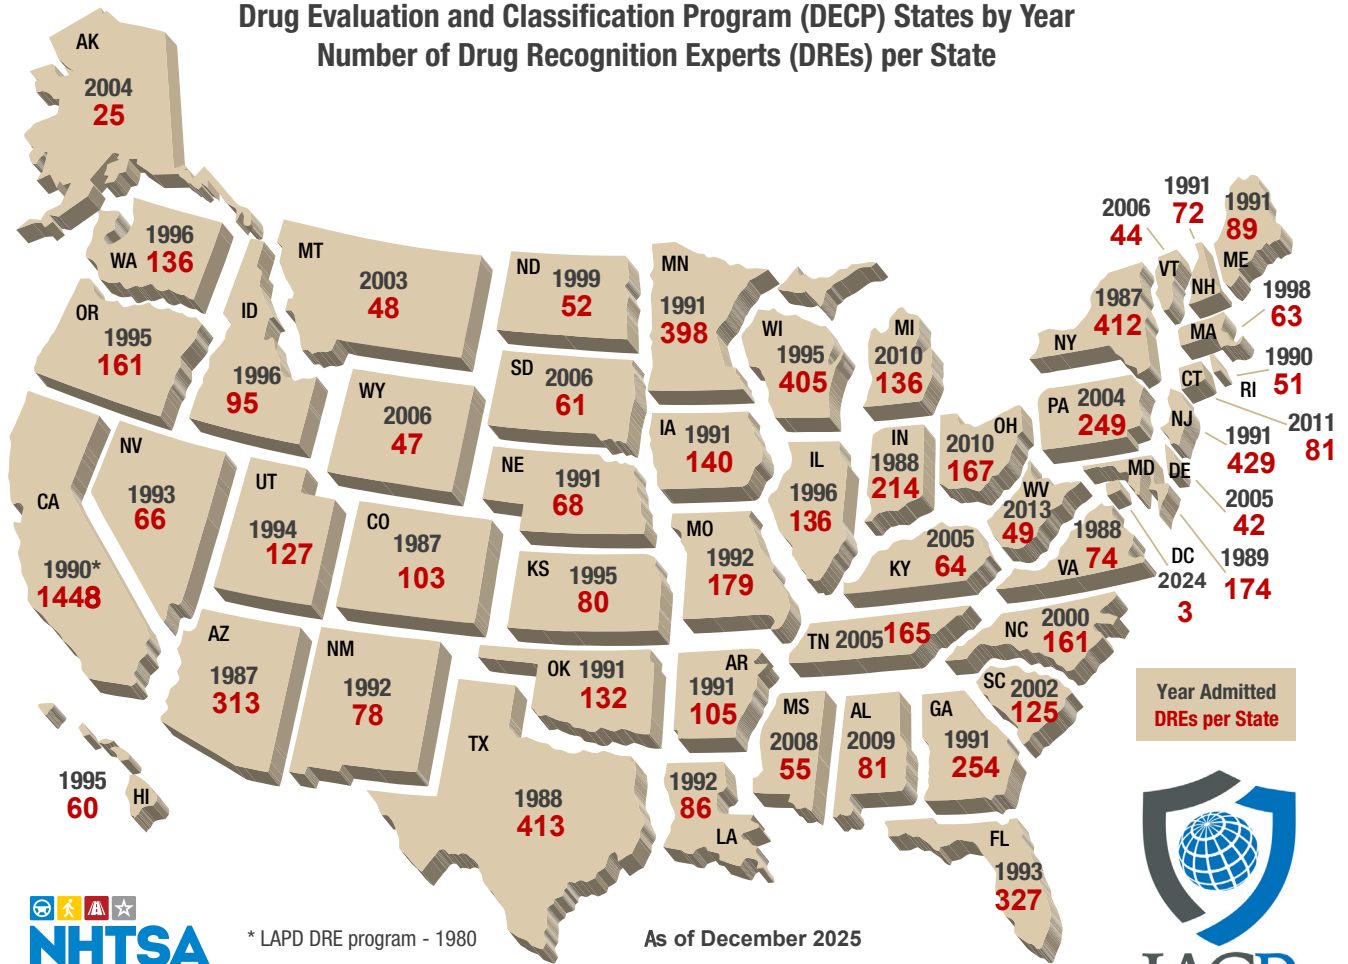 Drug Evaluation and Classification Program (DECP) States by Year
Number of Drug Recognition Experts (DREs) per State
AK
2004
25
1996
WA 136
OR
1995
161
ID
1996
95
MT
2003
48
WY
2006
47
ND 1999
52
SD 2006
61
NE
1991
68
KS 1995
80
MN
1991
398
IA 1991
140
MO
1992
179
WI
1995
405
IL
1996
136
MI
2010
136
IN
1988
214
OH
2010
167
KY 2005
64
WV
2013
49
1988
VA 74
TN 2005 165
NC 2000
161
SC 2002
125
CA
1990*
1448
NV
1993
66
UT
1994
127
CO
1987
103
AZ
1987
313
NM
1992
78
OK 1991
132
TX
1988
413
AR
1991
105
1992
86
LA
MS
2008
55
AL
2009
81
GA
1991
254
FL
1993
327
1995
60
HI
1987
412
NY
PA 2004
249
2006
44
VT
1991
72
NH
1991
89
ME
1998
63
MA
1990
51
RI
CT
2011
81
NJ
1991
429
DE
2005
42
MD
1989
174
DC
2024
3
Year Admitted
DREs per State
NHTSA
* LAPD DRE program - 1980
As of December 2025
IACP